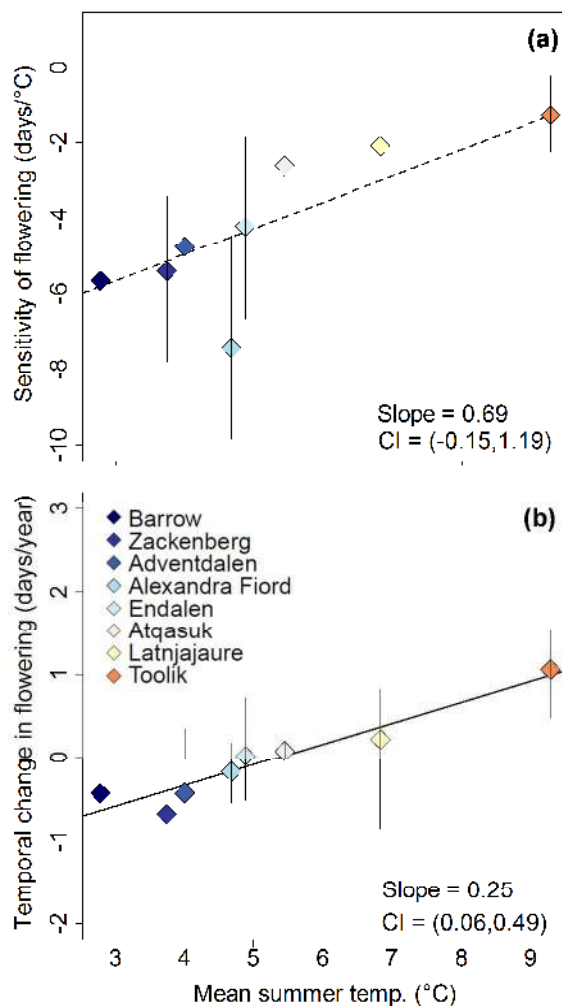 (a)
Sensitivity of flowering (days/°C)
0
-2
-4
-6
-8
-10
Slope = 0.69
CI = (-0.15,1.19)
(b)
Temporal change in flowering (days/year)
3
2
1
0
-1
-2
Barrow
Zackenberg
Adventdalen
Alexandra Fiord
Endalen
Atqasuk
Latnjajaure
Toolik
Slope = 0.25
CI = (0.06,0.49)
3 4 5 6 7 8 9
Mean summer temp. (°C)